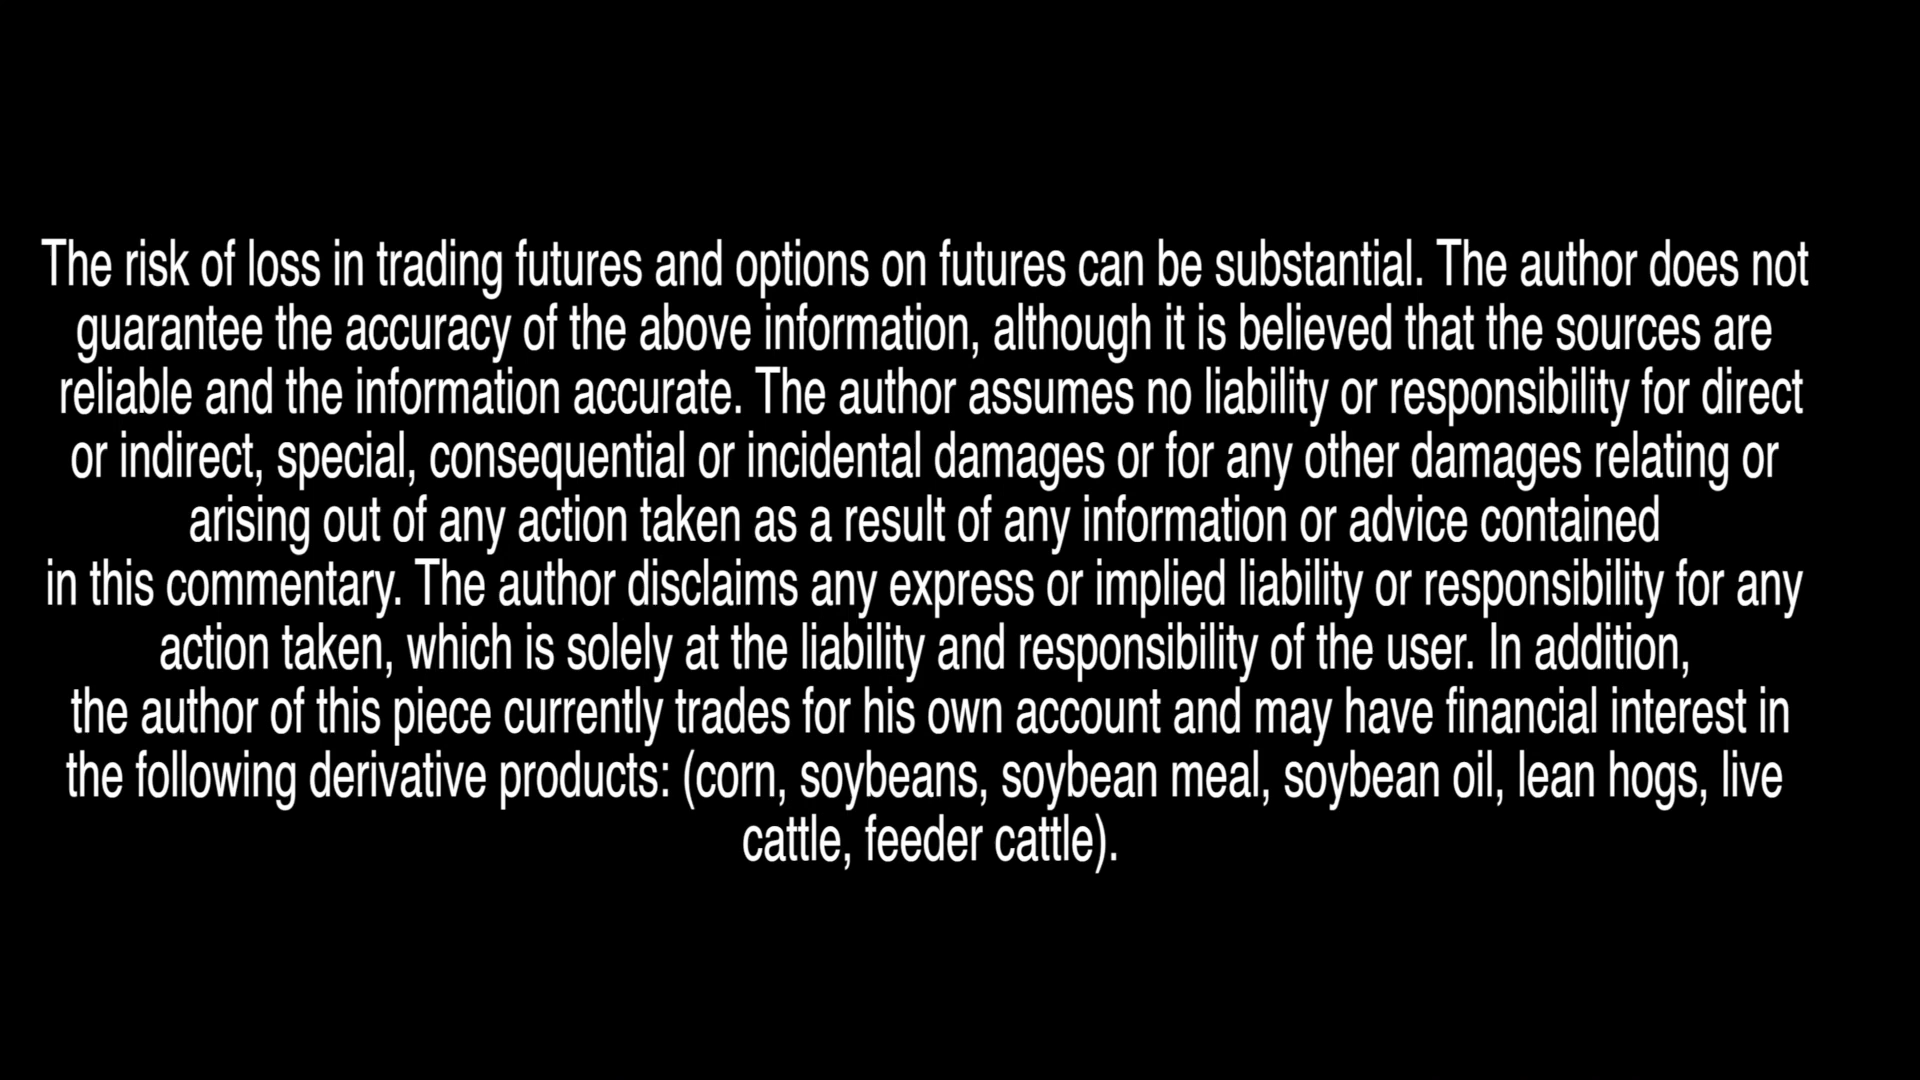 The risk of loss in trading futures and options on futures can be substantial. The author does not
guarantee the accuracy of the above information, although it is believed that the sources are
reliable and the information accurate. The author assumes no liability or responsibility for direct
or indirect, special, consequential or incidental damages or for any other damages relating or
arising out of any action taken as a result of any information or advice contained
in this commentary. The author disclaims any express or implied liability or responsibility for any
action taken, which is solely at the liability and responsibility of the user. In addition,
the author of this piece currently trades for his own account and may have financial interest in
the following derivative products: (corn, soybeans, soybean meal, soybean oil, lean hogs, live
cattle, feeder cattle).